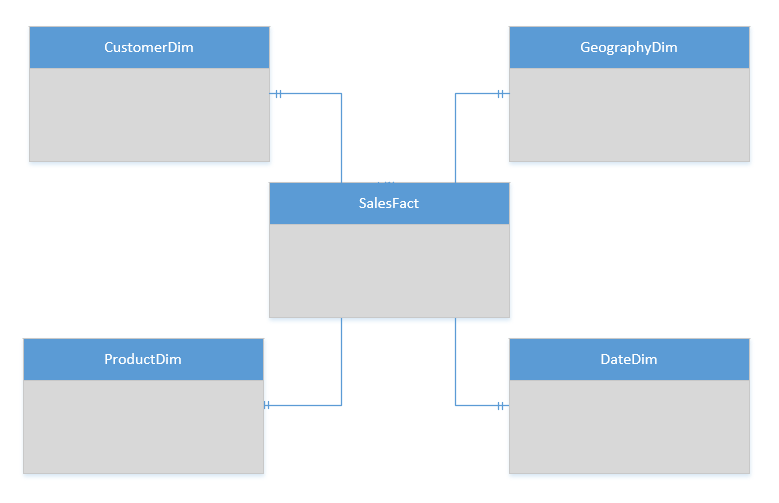 CustomerDim
GeographyDim
SalesFact
ProductDim
DateDim